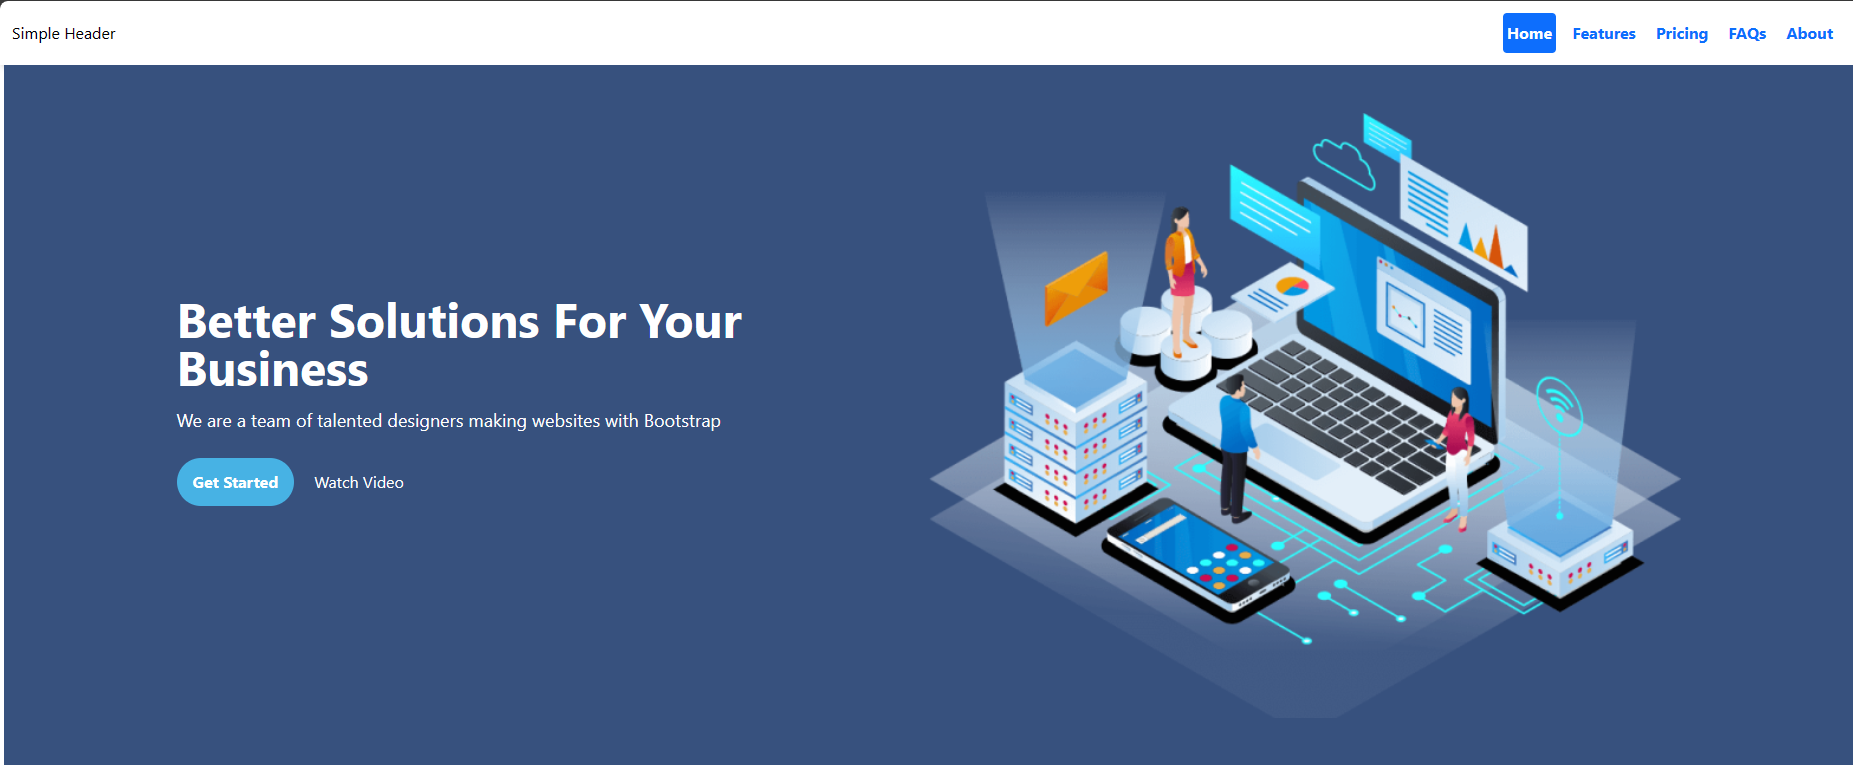 Simple Header
Home Features Pricing FAQs About
Better Solutions For Your
Business
We are a team of talented designers making websites with Bootstrap
Get Started Watch Video